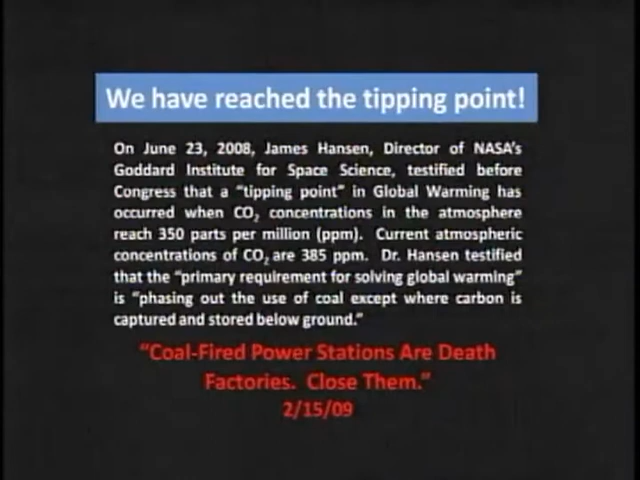 We have reached the tipping point!
On June 23, 2008, James Hansen, Director of NASA's
Goddard Institute for Space Science, testified before
Congress that a "tipping point" in Global Warming has
occurred when CO₂ concentrations in the atmosphere
reach 350 parts per million (ppm). Current atmospheric
concentrations of CO₂ are 385 ppm. Dr. Hansen testified
that the "primary requirement for solving global warming"
is "phasing out the use of coal except where carbon is
captured and stored below ground."
"Coal-Fired Power Stations Are Death
Factories. Close Them."
2/15/09